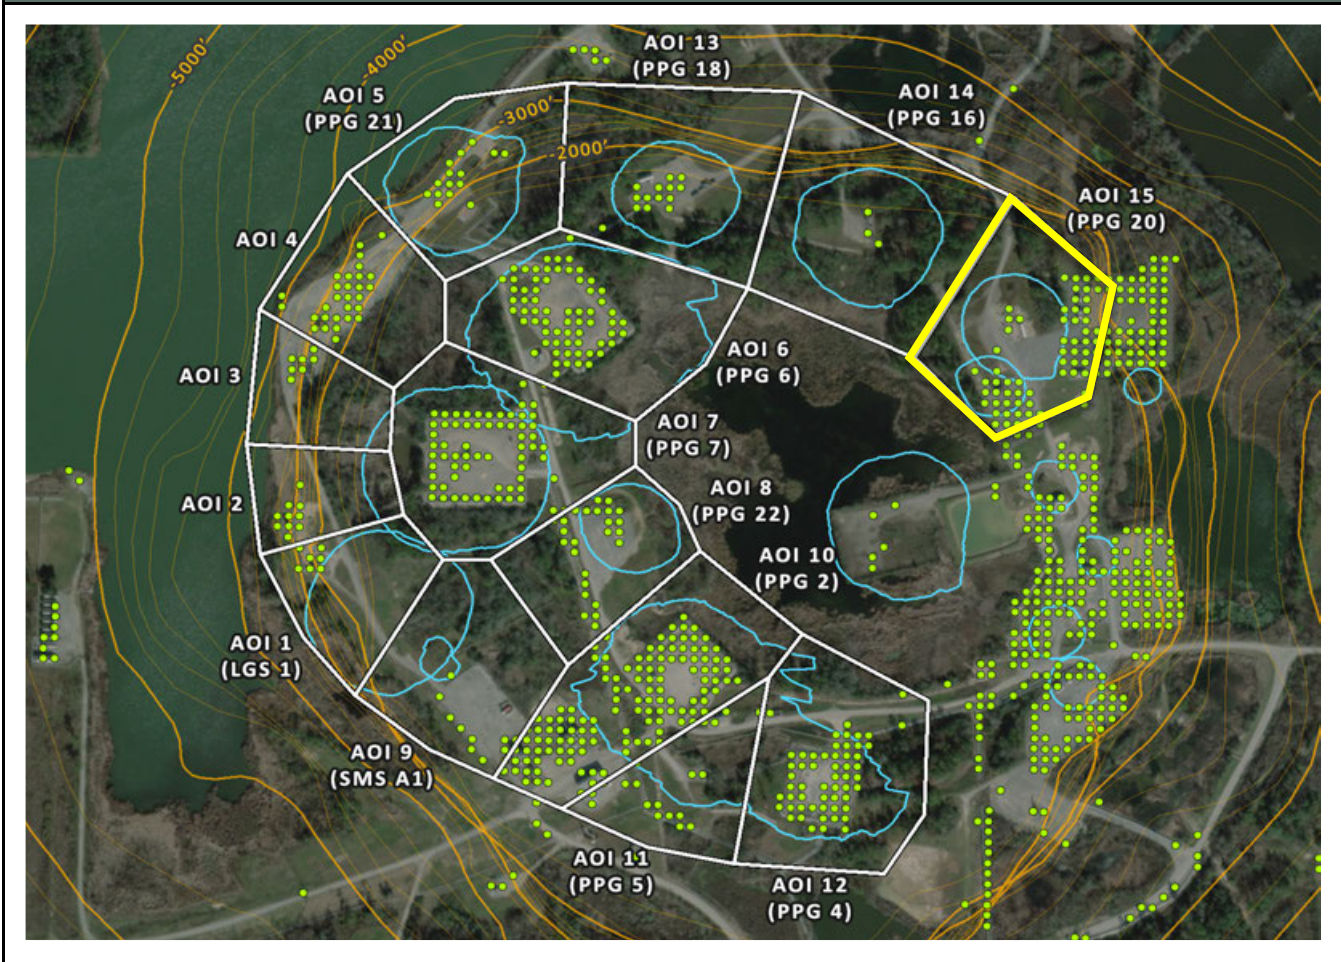 -5000'
-4000'
-3000'
-2000'
AOI 13
(PPG 18)
AOI 5
(PPG 21)
AOI 14
(PPG 16)
AOI 15
(PPG 20)
AOI 4
AOI 3
AOI 6
(PPG 6)
AOI 7
(PPG 7)
AOI 2
AOI 8
(PPG 22)
AOI 10
(PPG 2)
AOI 1
(LGS 1)
AOI 9
(SMS A1)
AOI 11
(PPG 5)
AOI 12
(PPG 4)